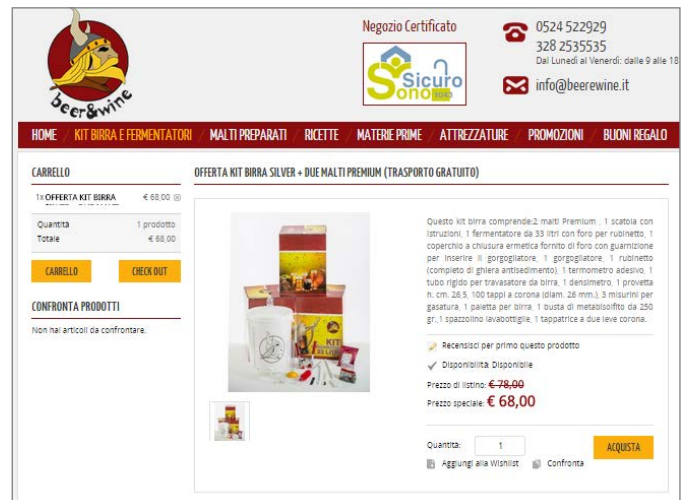 beer&wine
Negozio Certificato
Sicuro
Sono
0524 522929
328 2535535
Dal Lunedì al Venerdì: dalle 9 alle 18
info@beerewine.it
HOME / KIT BIRRA E FERMENTATORI / MALTI PREPARATI / RICETTE / MATERIE PRIME / ATTREZZATURE / PROMOZIONI / BUONI REGALO
CARRELLO
1x OFFERTA KIT BIRRA € 68,00
Quantità 1 prodotto
Totale € 68,00
CARRELLO CHECK OUT
CONFRONTA PRODOTTI
Non hai articoli da confrontare.
OFFERTA KIT BIRRA SILVER + DUE MALTI PREMIUM (TRASPORTO GRATUITO)
KIT
Questo kit birra comprende:2 malti Premium , 1 scatola con
istruzioni, 1 fermentatore da 33 litri con foro per rubinetto, 1
coperchio a chiusura ermetica fornito di foro con guarnizione
per inserire il gorgogliatore, 1 gorgogliatore, 1 rubinetto
(completo di ghiera antisedimento), 1 termometro adesivo, 1
tubo rigido per travasatore da birra, 1 densimetro, 1 provetta
h. cm. 26,5, 100 tappi a corona (diam. 26 mm.), 3 misurini per
gasatura, 1 paletta per birra, 1 busta di metabisolfito da 250
gr., 1 spazzolino lavabottiglie, 1 tappatrice a due leve corona.
Recensisci per primo questo prodotto
Disponibilità: Disponibile
Prezzo di listino: € 78,00
Prezzo speciale: € 68,00
Quantità: 1 ACQUISTA
Aggiungi alla Wishlist Confronta